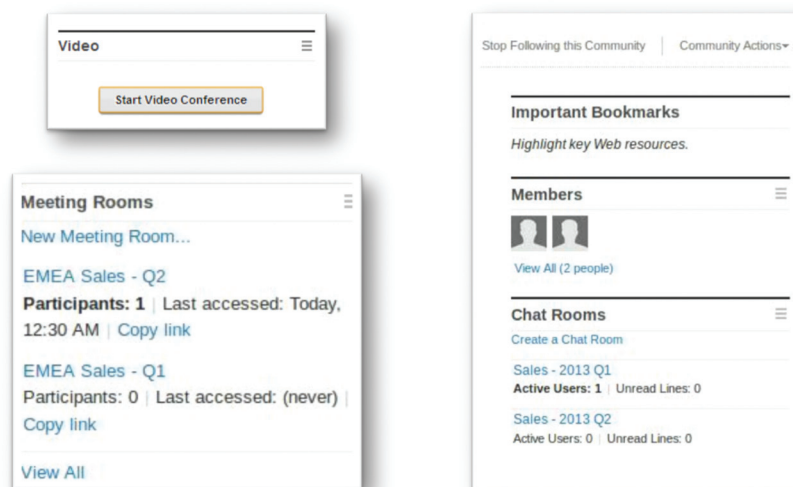 Video
Start Video Conference
Meeting Rooms
New Meeting Room...
EMEA Sales - Q2
Participants: 1 | Last accessed: Today,
12:30 AM | Copy link
EMEA Sales - Q1
Participants: 0 | Last accessed: (never) |
Copy link
View All
Stop Following this Community | Community Actions
Important Bookmarks
Highlight key Web resources.
Members
View All (2 people)
Chat Rooms
Create a Chat Room
Sales - 2013 Q1
Active Users: 1 | Unread Lines: 0
Sales - 2013 Q2
Active Users: 0 | Unread Lines: 0